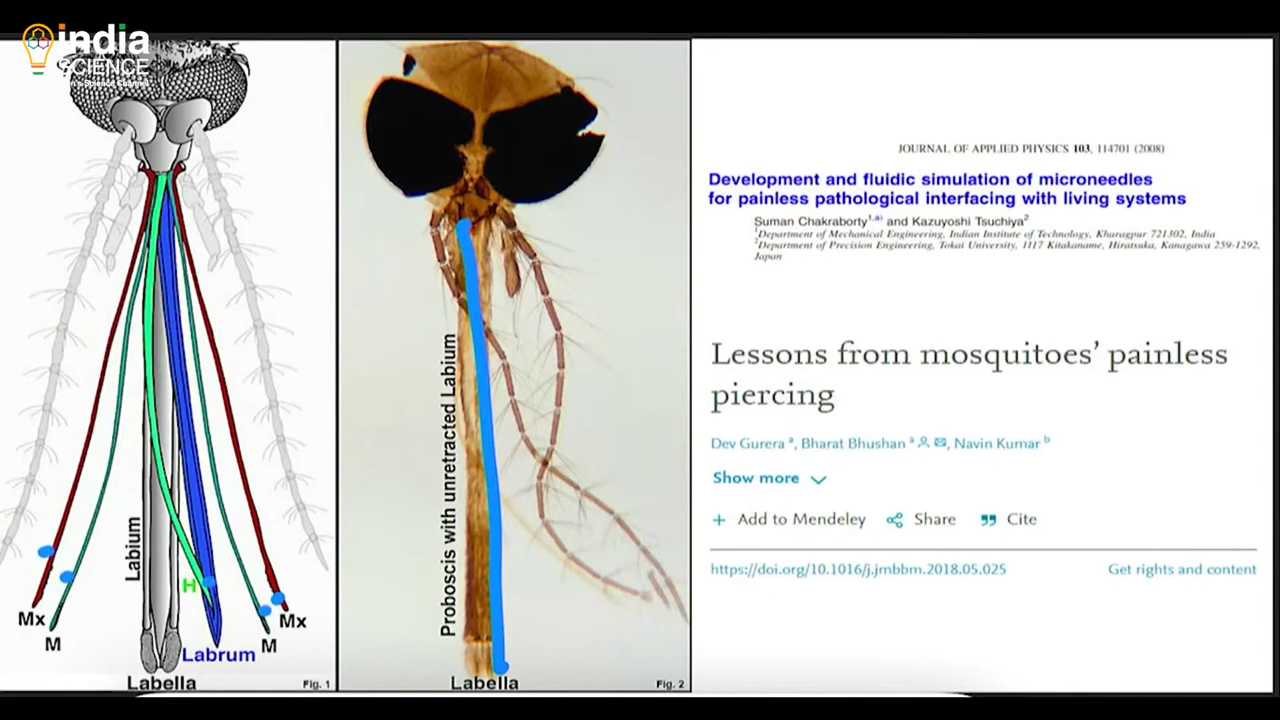 india
SCIENCE
Labium
H
Mx
M
Mx
M
Labrum
Labella
Fig. 1
Proboscis with unretracted Labium
Labella
Fig. 2
JOURNAL OF APPLIED PHYSICS 103, 114701 (2008)
Development and fluidic simulation of microneedles
for painless pathological interfacing with living systems
Suman Chakraborty1,a) and Kazuyoshi Tsuchiya2
1Department of Mechanical Engineering, Indian Institute of Technology, Kharagpur 721302, India
2Department of Precision Engineering, Tokai University, 1117 Kitakaname, Hiratsuka, Kanagawa 259-1292,
Japan
Lessons from mosquitoes' painless
piercing
Dev Gurera a, Bharat Bhushan a, Navin Kumar b
Show more
+ Add to Mendeley Share Cite
https://doi.org/10.1016/j.jmbbm.2018.05.025 Get rights and content